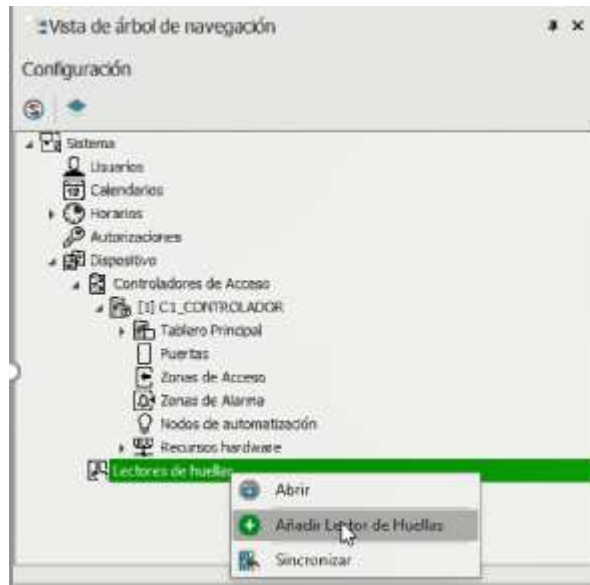 Vista de árbol de navegación
Configuración
Sistema
Usuarios
Calendarios
Horarios
Autorizaciones
Dispositivo
Controladores de Acceso
[1] C1_CONTROLADOR
Tablero Principal
Puertas
Zonas de Acceso
Zonas de Alarma
Nodos de automatización
Recursos hardware
Lectores de huellas
Abrir
Añadir Lector de Huellas
Sincronizar